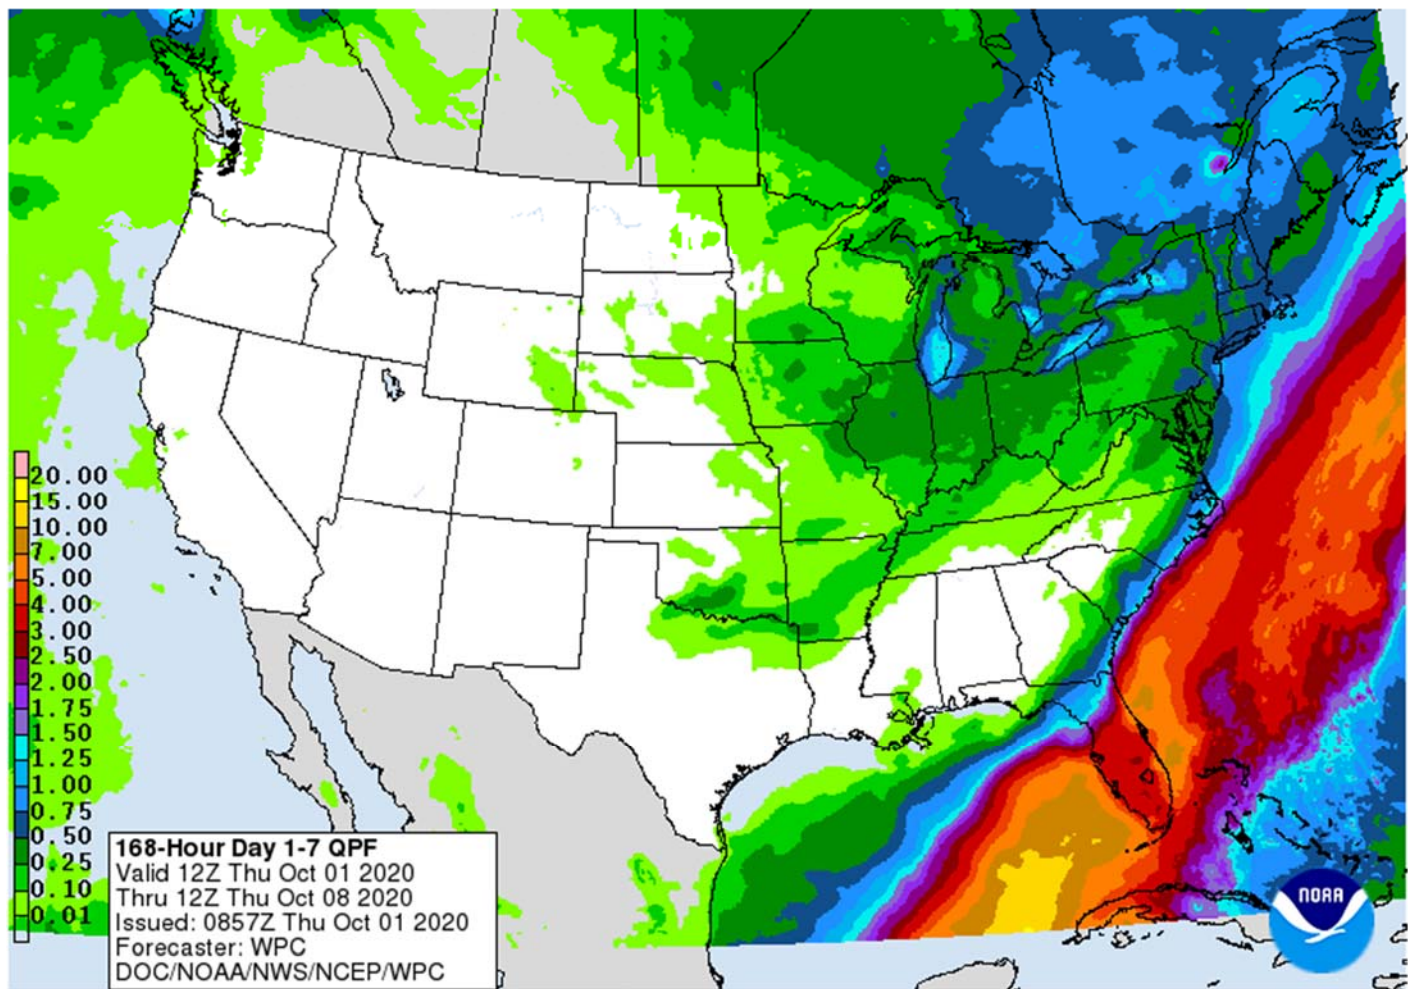 20.00
15.00
10.00
7.00
5.00
4.00
3.00
2.50
2.00
1.75
1.50
1.25
1.00
0.75
0.50
0.25
0.10
0.01
168-Hour Day 1-7 QPF
Valid 12Z Thu Oct 01 2020
Thru 12Z Thu Oct 08 2020
Issued: 0857Z Thu Oct 01 2020
Forecaster: WPC
DOC/NOAA/NWS/NCEP/WPC
NOAA